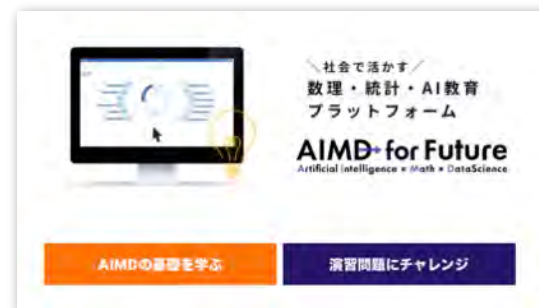 ＼社会で活かす／
数理・統計・AI教育
プラットフォーム
AIMD for Future
Artificial Intelligence × Math × DataScience
AIMDの基礎を学ぶ
演習問題にチャレンジ